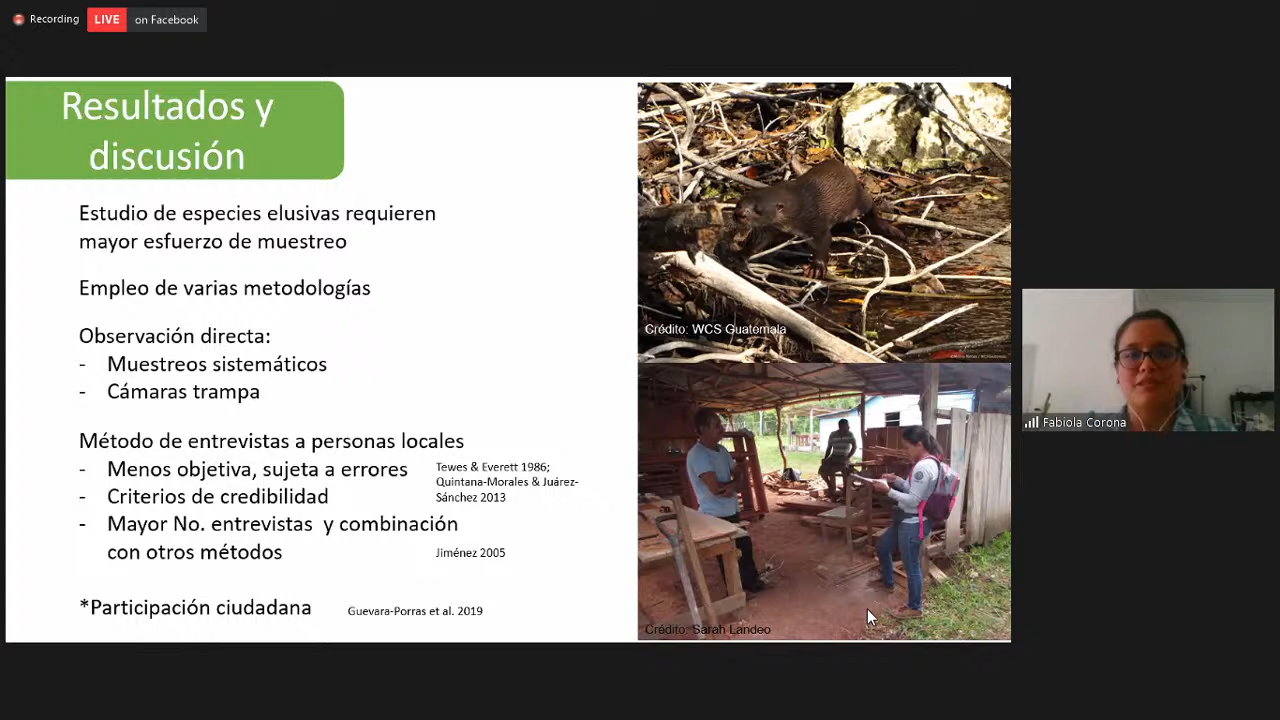 Recording
LIVE on Facebook
Resultados y
discusión
Estudio de especies elusivas requieren
mayor esfuerzo de muestreo
Empleo de varias metodologías
Observación directa:
- Muestreos sistemáticos
- Cámaras trampa
Método de entrevistas a personas locales
- Menos objetiva, sujeta a errores
Tewes & Everett 1986;
Quintana-Morales & Juárez-
Sánchez 2013
- Criterios de credibilidad
- Mayor No. entrevistas y combinación
con otros métodos
Jiménez 2005
*Participación ciudadana
Guevara-Porras et al. 2019
Crédito: WCS Guatemala
Crédito: Sarah Landeo
Fabiola Corona